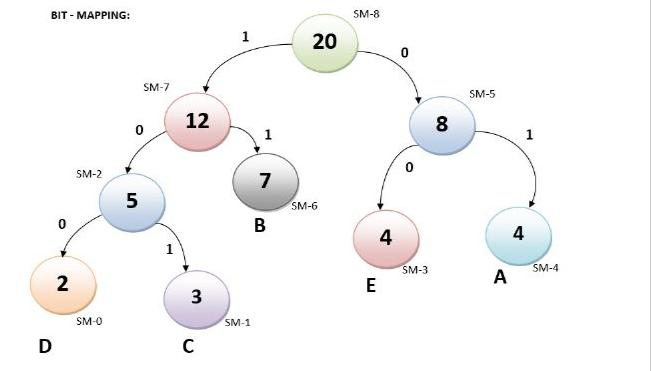 BIT - MAPPING:
SM-8
20
1
0
SM-7
SM-5
12
8
0
1
0
1
SM-2
5
7
SM-6
B
0
1
4
SM-3
E
4
SM-4
A
2
SM-0
D
3
SM-1
C